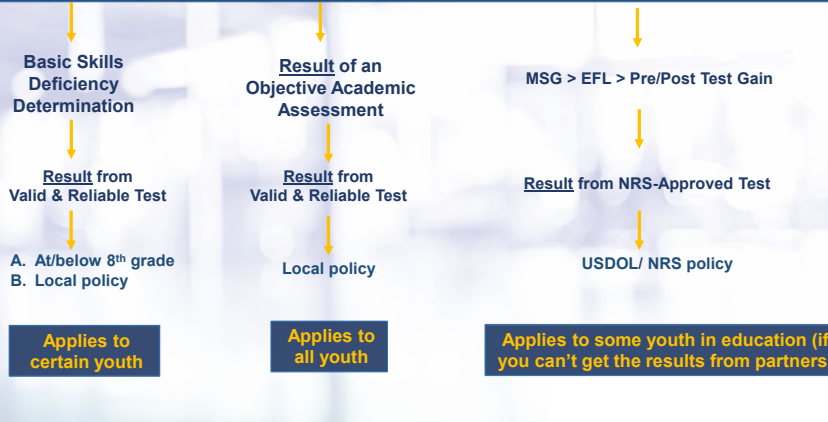 Basic Skills
Deficiency
Determination
Result from
Valid & Reliable Test
A. At/below 8th grade
B. Local policy
Applies to
certain youth
Result of an
Objective Academic
Assessment
Result from
Valid & Reliable Test
Local policy
Applies to
all youth
MSG > EFL > Pre/Post Test Gain
Result from NRS-Approved Test
USDOL/ NRS policy
Applies to some youth in education (if
you can't get the results from partners